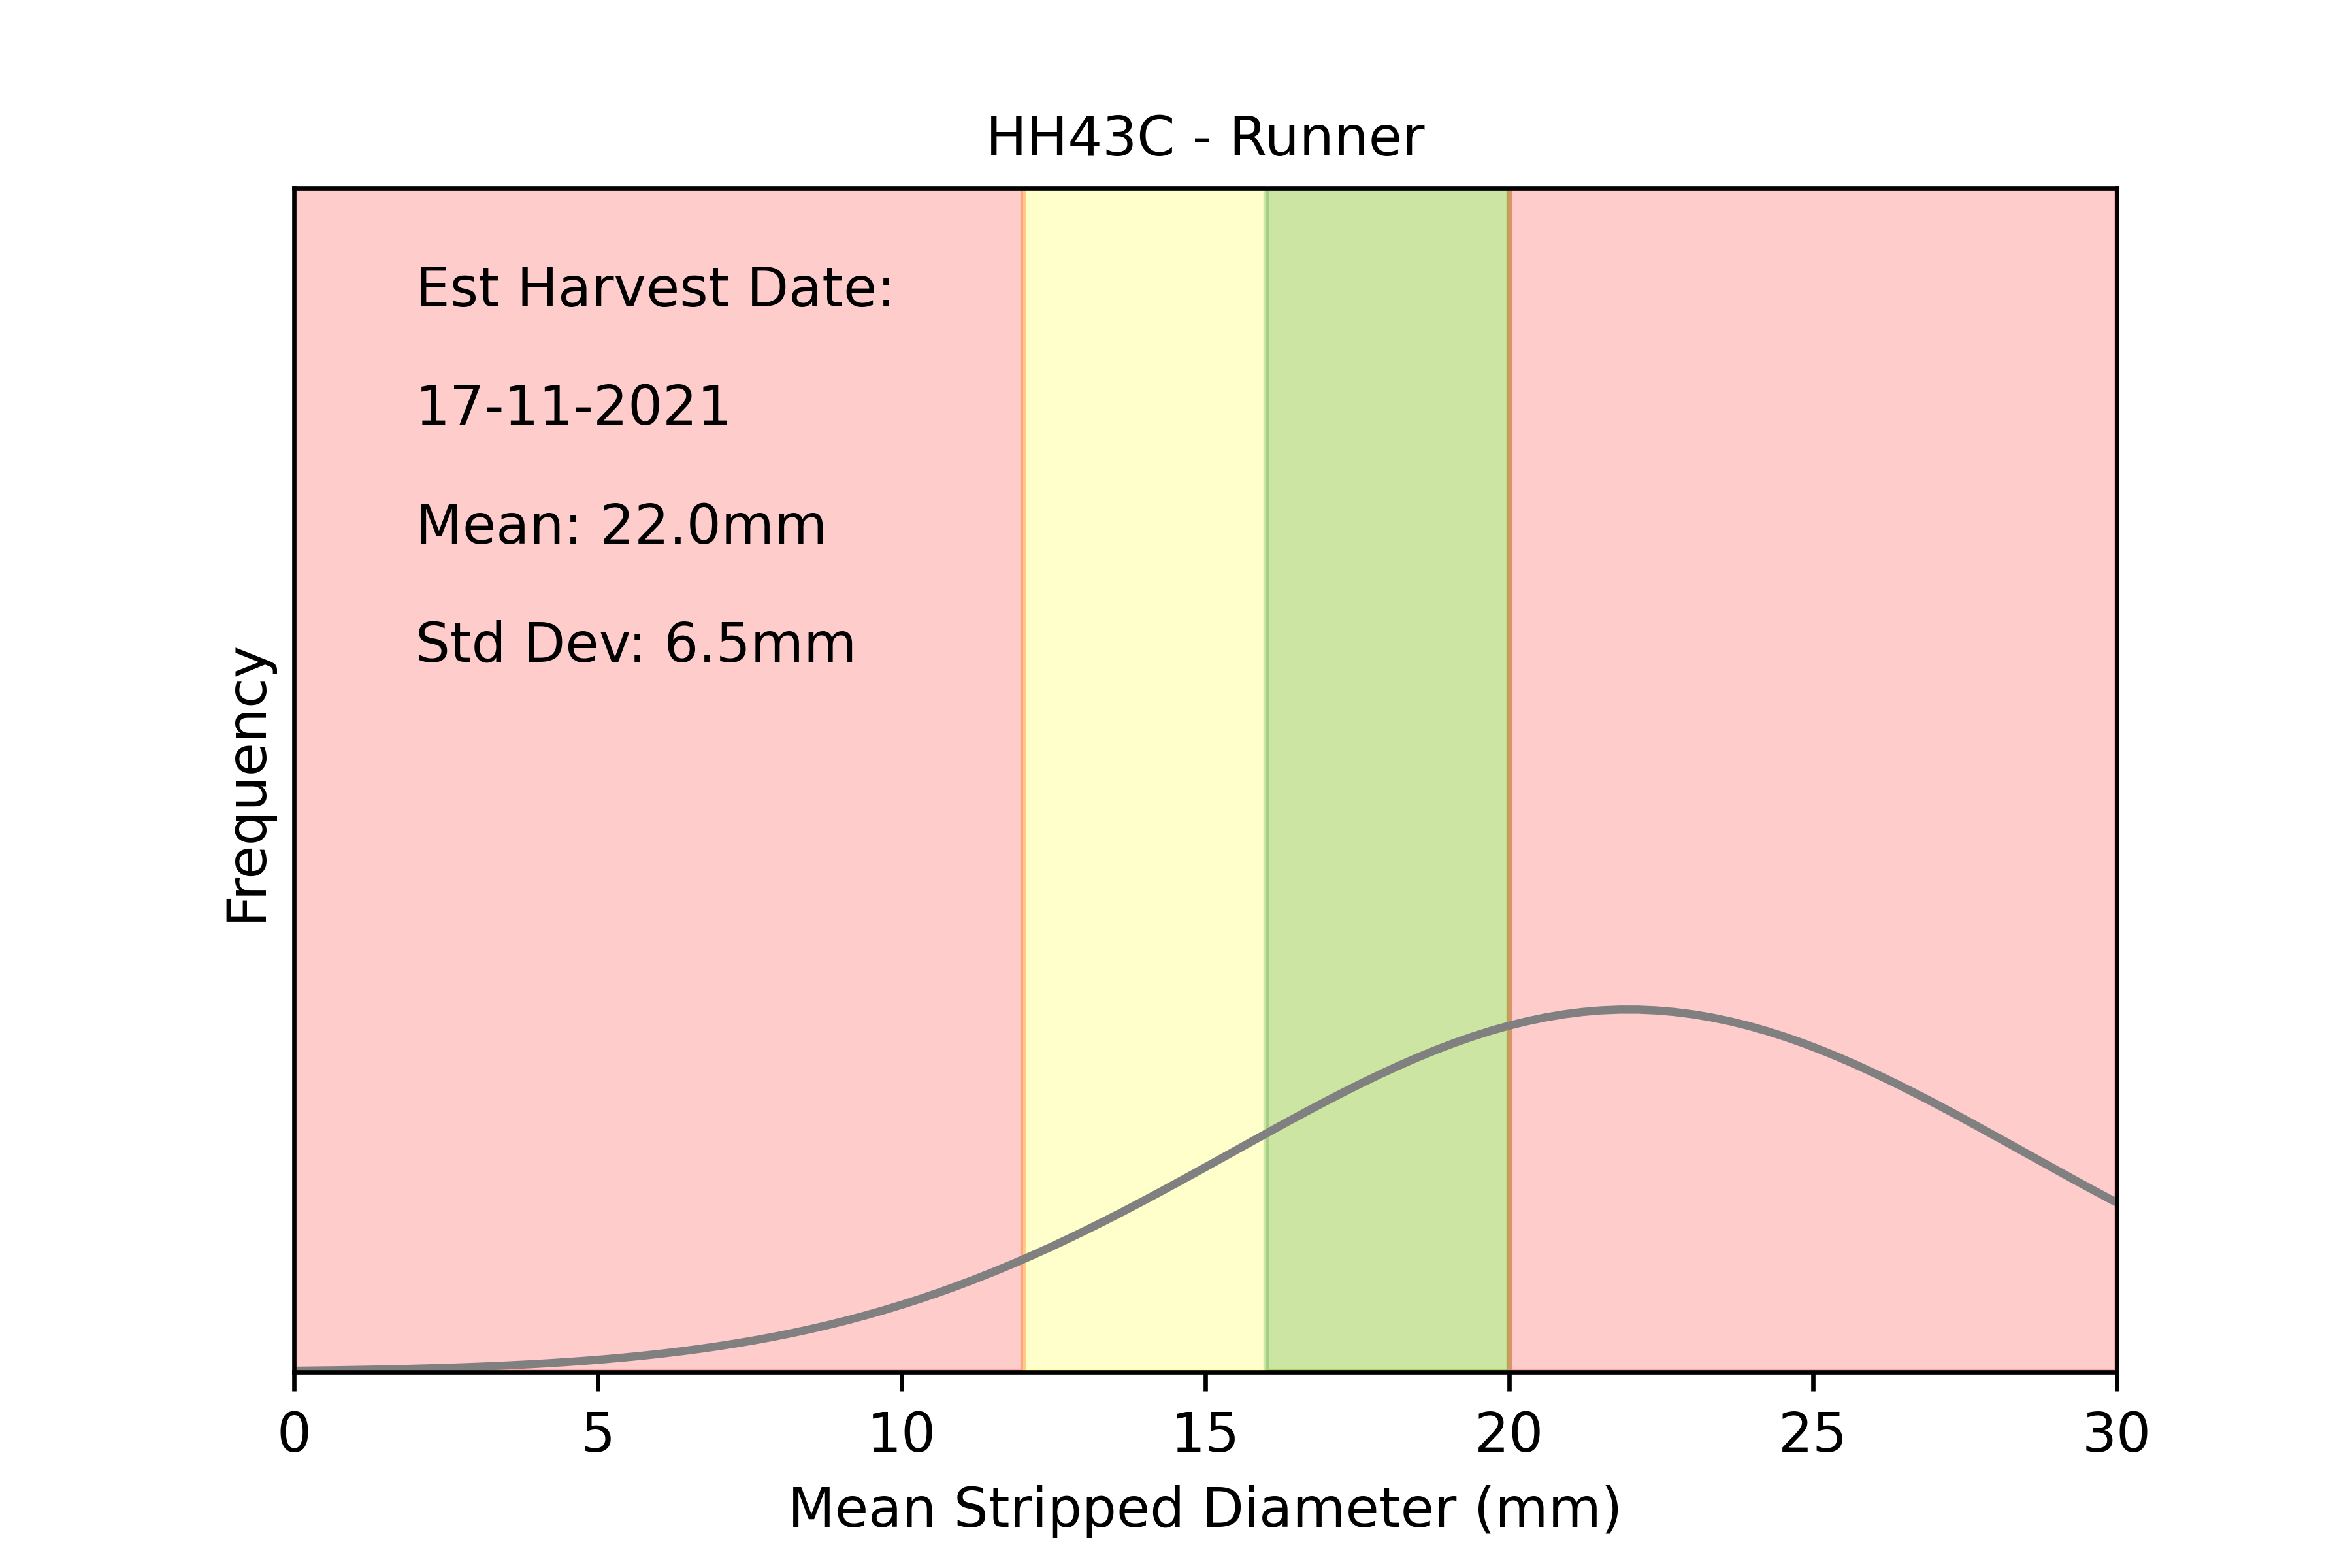 HH43C - Runner
Est Harvest Date:
17-11-2021
Mean: 22.0mm
Std Dev: 6.5mm
Frequency
0 5 10 15 20 25 30
Mean Stripped Diameter (mm)